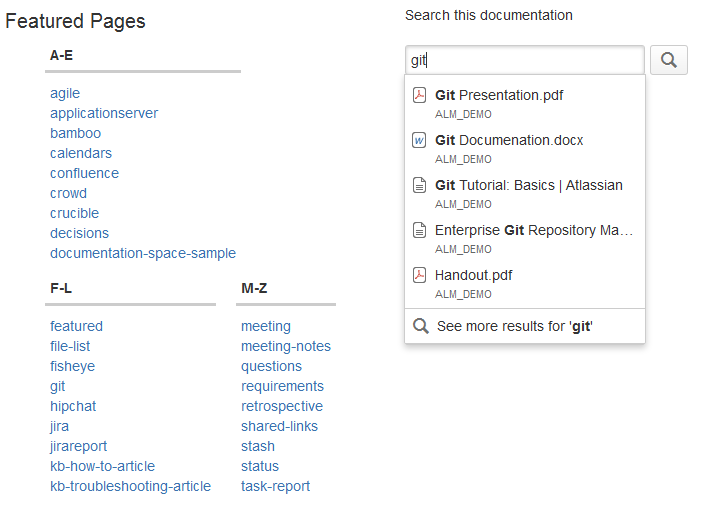 Featured Pages
A-E
agile
applicationserver
bamboo
calendars
confluence
crowd
crucible
decisions
documentation-space-sample
F-L
featured
file-list
fisheye
git
hipchat
jira
jirareport
kb-how-to-article
kb-troubleshooting-article
M-Z
meeting
meeting-notes
questions
requirements
retrospective
shared-links
stash
status
task-report
Search this documentation
git
Git Presentation.pdf
ALM_DEMO
Git Documenation.docx
ALM_DEMO
Git Tutorial: Basics | Atlassian
ALM_DEMO
Enterprise Git Repository Ma...
ALM_DEMO
Handout.pdf
ALM_DEMO
See more results for 'git'